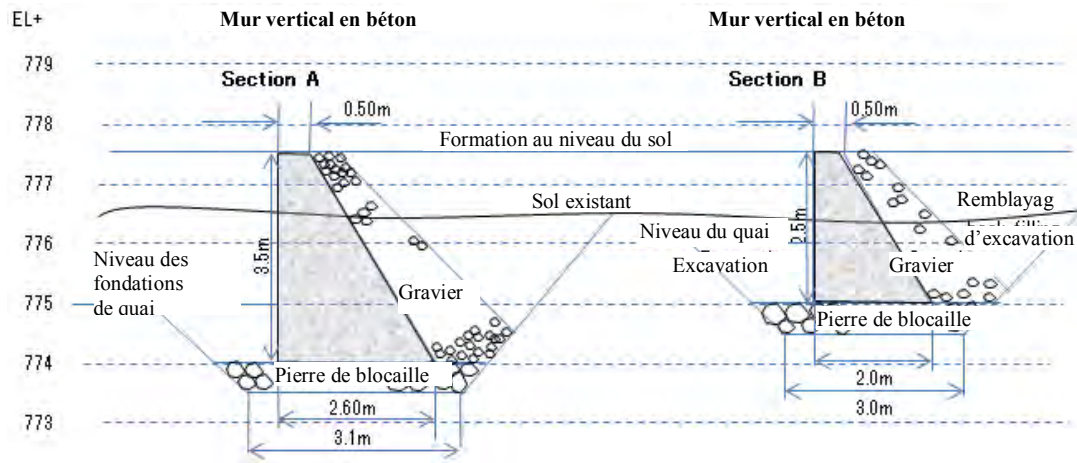 EL+
Mur vertical en béton
Mur vertical en béton
779
Section A
Section B
0.50m
0.50m
778
Formation au niveau du sol
777
Sol existant
Remblayag
776
Niveau du quai
d'excavation
3.5m
2.5m
Niveau des
fondations
de quai
Excavation
Gravier
Gravier
775
Pierre de blocaille
774
Pierre de blocaille
2.60m
2.0m
3.0m
773
3.1m